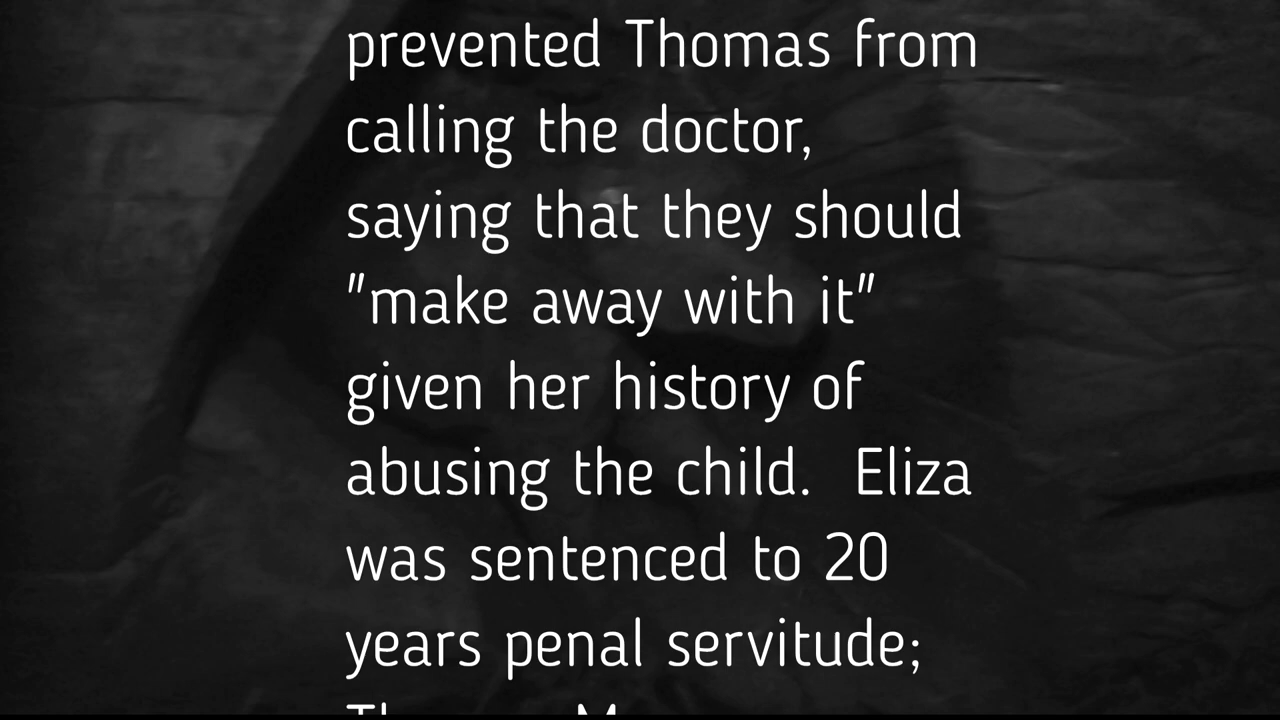 prevented Thomas from
calling the doctor,
saying that they should
"make away with it"
given her history of
abusing the child.  Eliza
was sentenced to 20
years penal servitude;